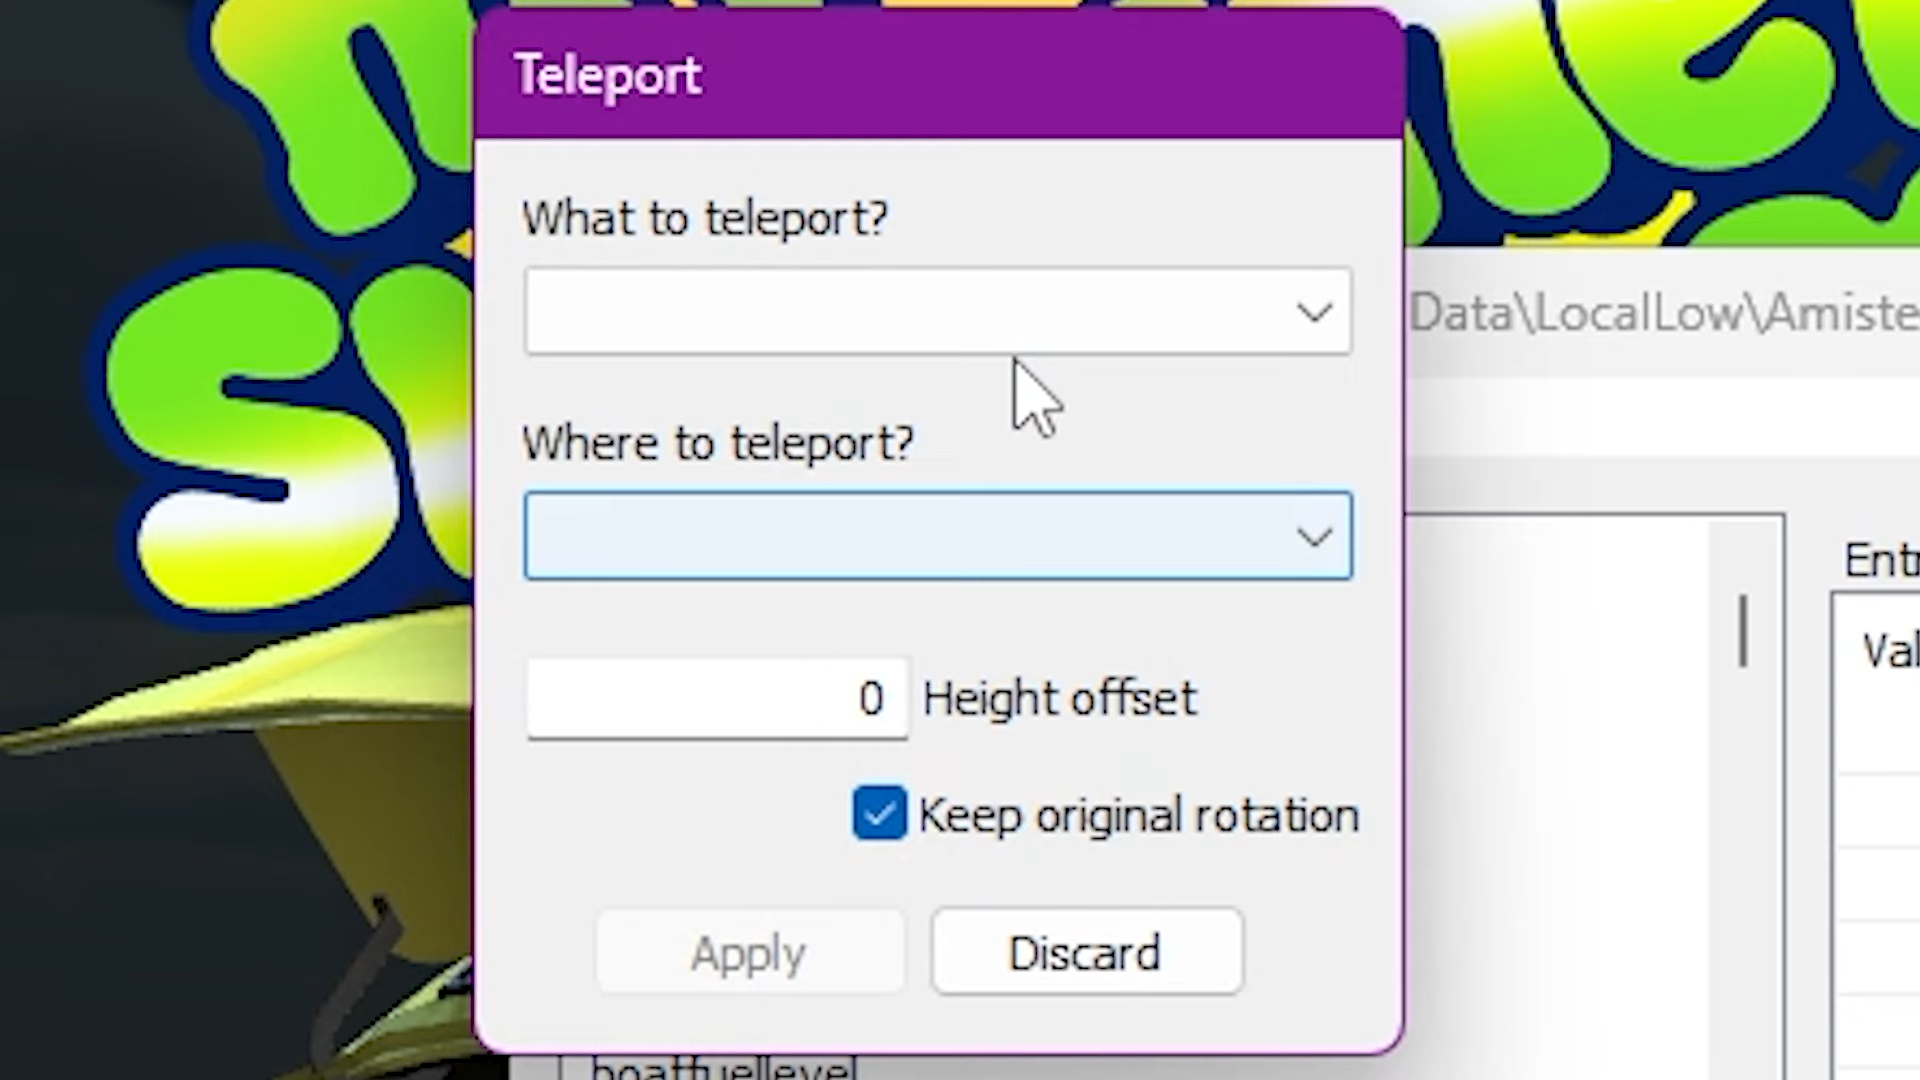 Teleport
What to teleport?
Data\LocalLow\Amiste
Where to teleport?
Entr
Val
0 Height offset
Keep original rotation
Apply Discard
boatfuellevel